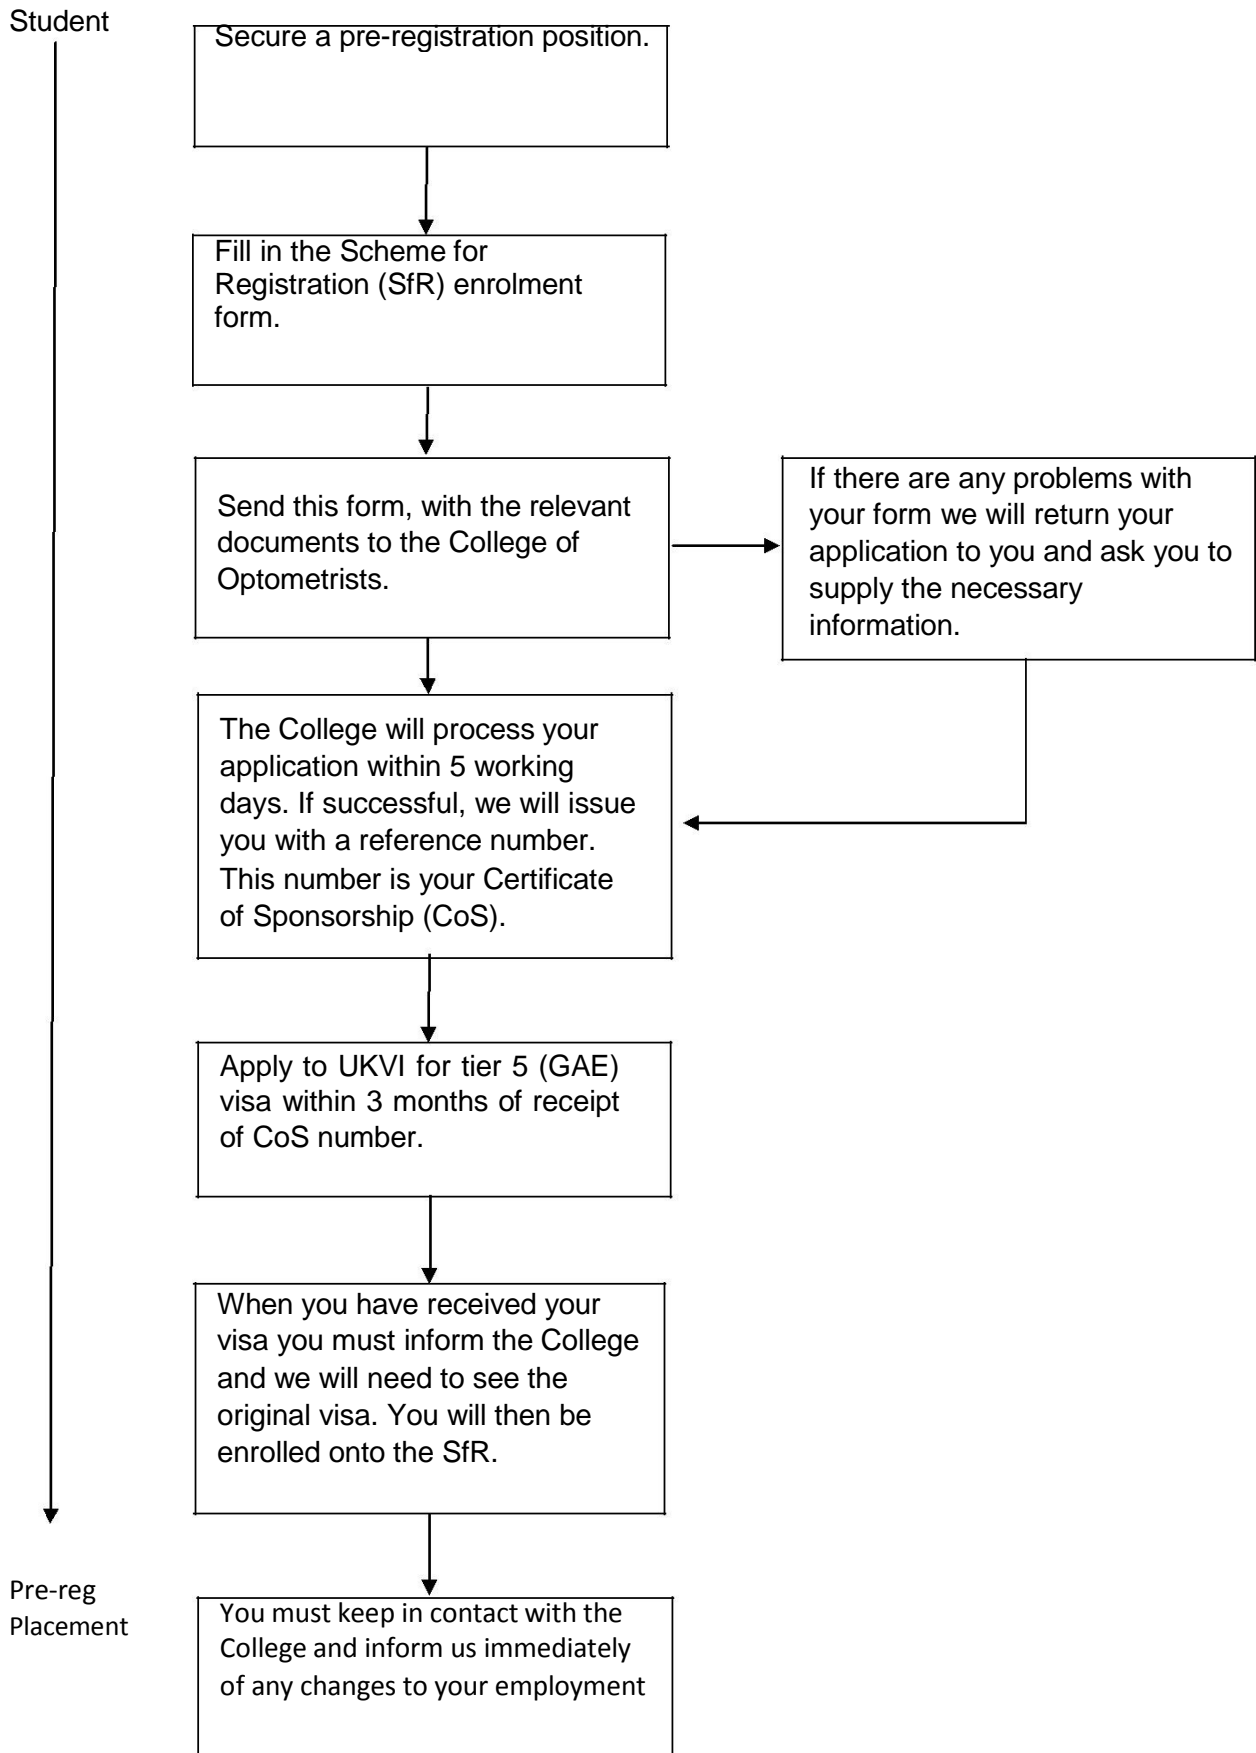 Student
Secure a pre-registration position.
Fill in the Scheme for
Registration (SfR) enrolment
form.
Send this form, with the relevant
documents to the College of
Optometrists.
If there are any problems with
your form we will return your
application to you and ask you to
supply the necessary
information.
The College will process your
application within 5 working
days. If successful, we will issue
you with a reference number.
This number is your Certificate
of Sponsorship (CoS).
Apply to UKVI for tier 5 (GAE)
visa within 3 months of receipt
of CoS number.
When you have received your
visa you must inform the College
and we will need to see the
original visa. You will then be
enrolled onto the SfR.
Pre-reg
Placement
You must keep in contact with the
College and inform us immediately
of any changes to your employment